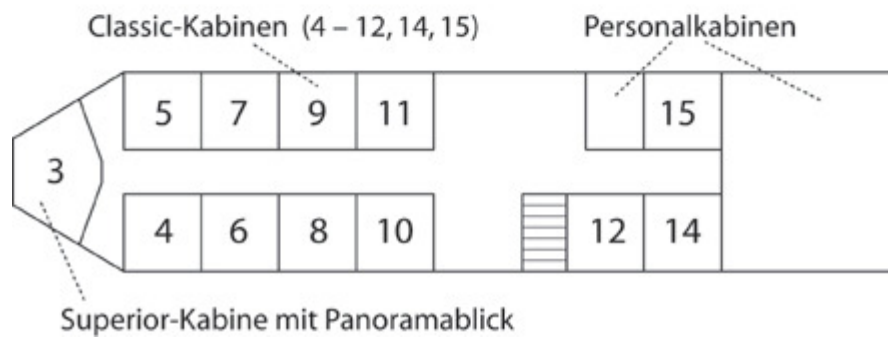 Classic-Kabinen (4 – 12, 14, 15)
Personalkabinen
5 7 9 11 15
3
4 6 8 10 12 14
Superior-Kabine mit Panoramablick